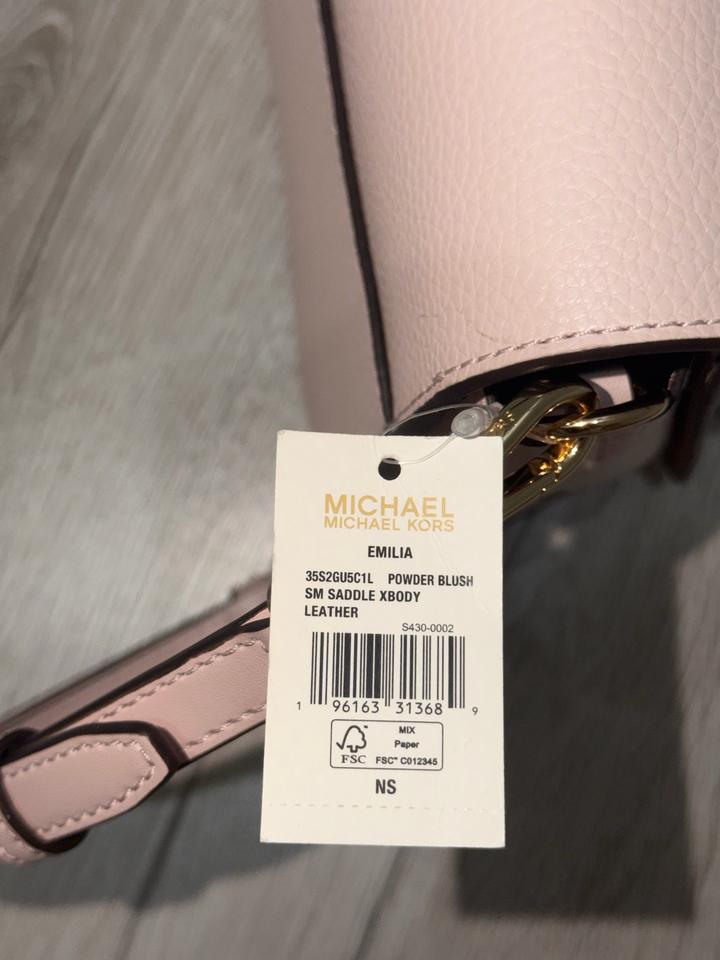 MICHAEL
MICHAEL KORS
EMILIA
35S2GU5C1L POWDER BLUSH
SM SADDLE XBODY
LEATHER
S430-0002
1 96163 31368 9
FSC
MIX
Paper
FSC™ C012345
NS